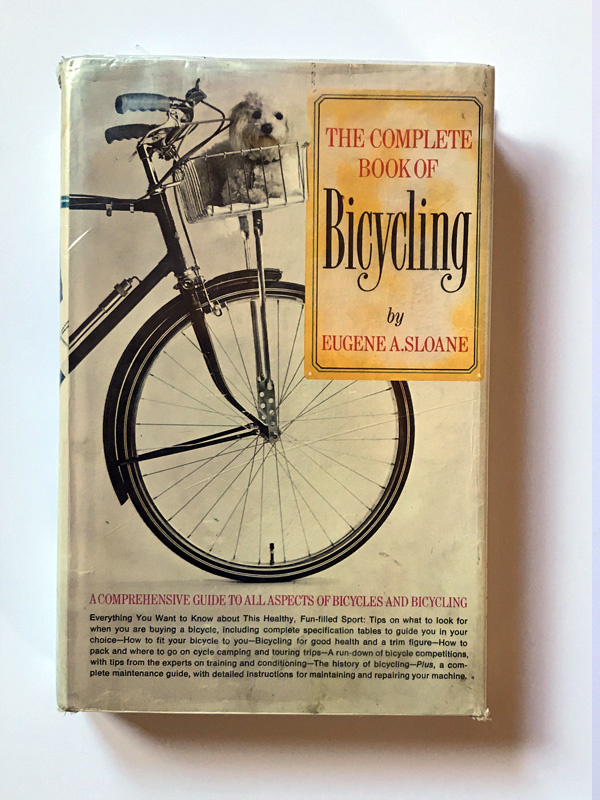 THE COMPLETE
BOOK OF
Bicycling
by
EUGENE A. SLOANE
A COMPREHENSIVE GUIDE TO ALL ASPECTS OF BICYCLES AND BICYCLING
Everything You Want to Know about This Healthy, Fun-filled Sport: Tips on what to look for
when you are buying a bicycle, including complete specification tables to guide you in your
choice—How to fit your bicycle to you—Bicycling for good health and a trim figure—How to
pack and where to go on cycle camping and touring trips—A run-down of bicycle competitions,
with tips from the experts on training and conditioning—The history of bicycling—Plus, a com-
plete maintenance guide, with detailed instructions for maintaining and repairing your machine.